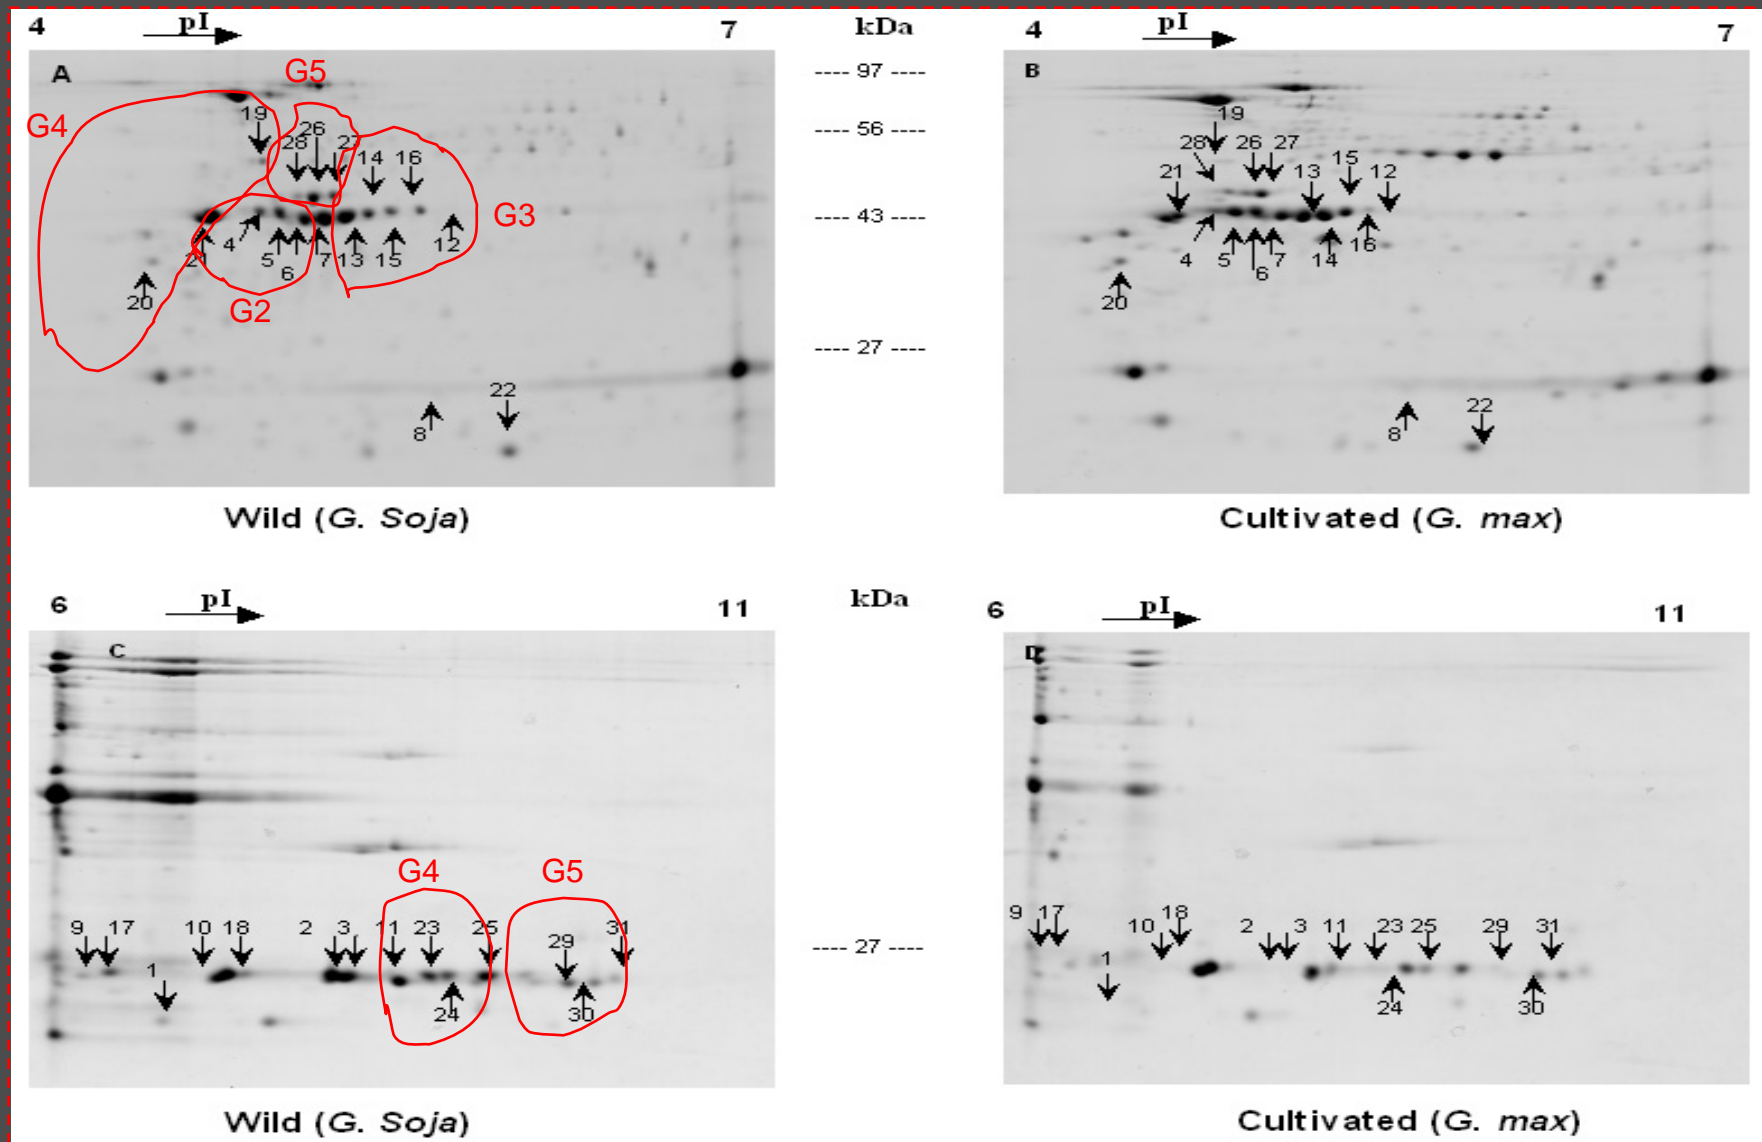 4 pI 7 kDa 4 pI 7
A G5 ---- 97 ---- B
G4 19 ---- 56 ---- 19
28 26 27 14 16 28 26 27 15
21 13 12
G3 ---- 43 ----
4 5 6 7 13 15 12 4 5 6 7 14 16
21
20 G2 20
---- 27 ----
22 22
8 8
Wild (G. Soja) Cultivated (G. max)
6 pI 11 kDa 6 pI 11
C D
G4 G5
9 17 10 18 2 3 11 23 25 29 31 ---- 27 ---- 9 17 10 18 2 3 11 23 25 29 31
1 1
24 30 24 30
Wild (G. Soja) Cultivated (G. max)